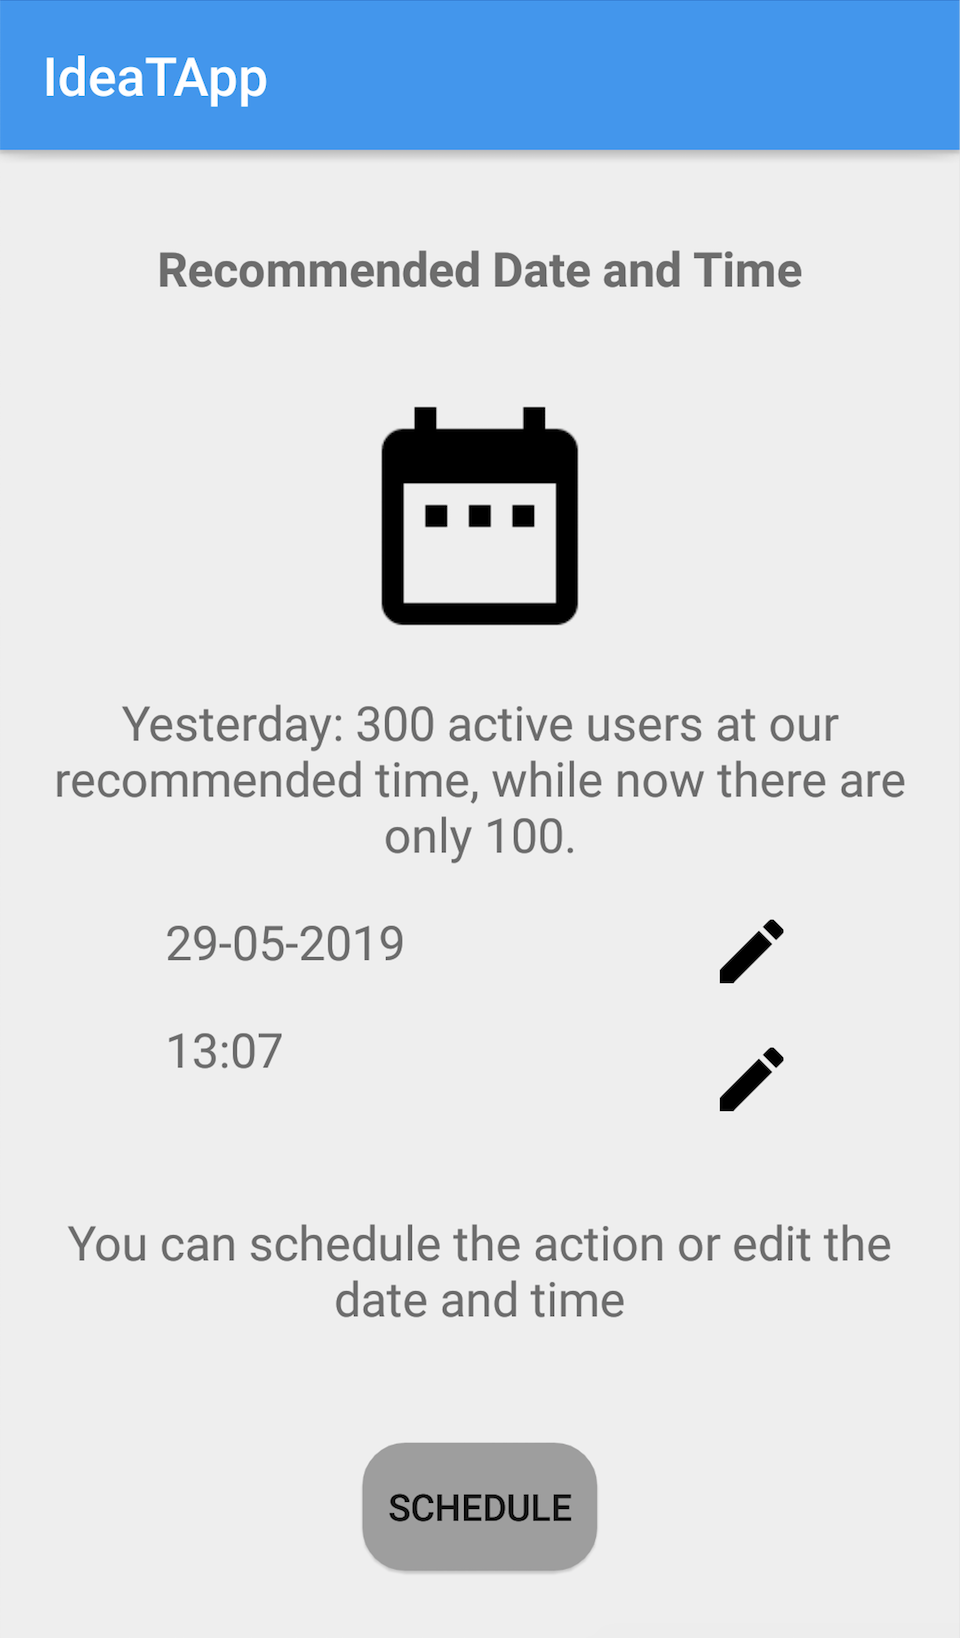 IdeaTApp
Recommended Date and Time
Yesterday: 300 active users at our
recommended time, while now there are
only 100.
29-05-2019
13:07
You can schedule the action or edit the
date and time
SCHEDULE